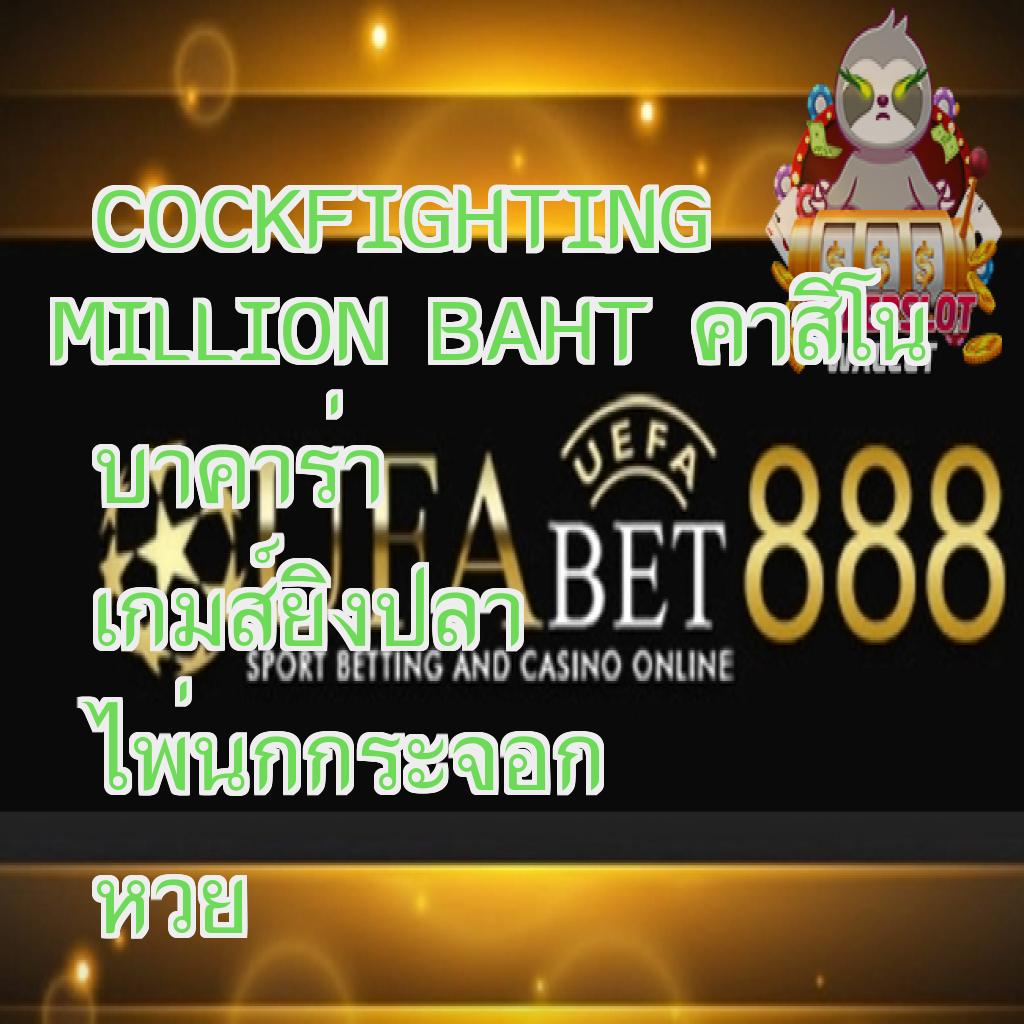 COCKFIGHTING
MILLION BAHT คาสิโน
WALLET
บาคาร่า
UEFA
UFABET888
เกมส์ยิงปลา
SPORT BETTING AND CASINO ONLINE
ไพ่นกกระจอก
หวย